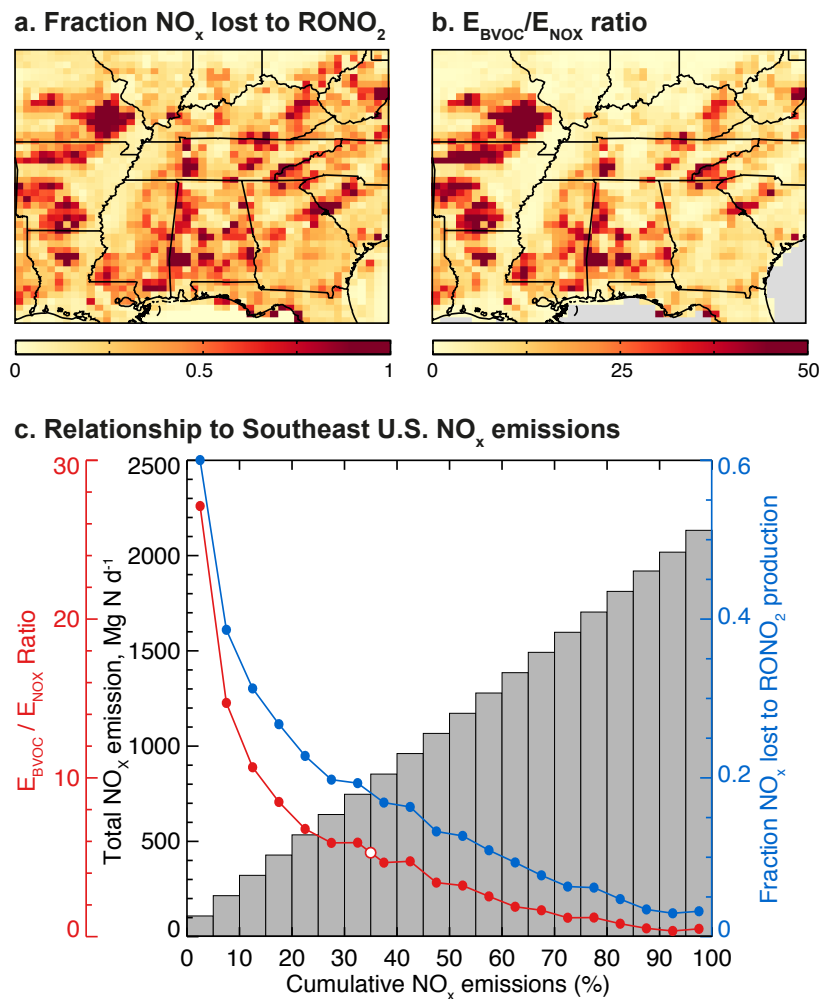 a. Fraction NOx lost to RONO2
b. EBVOC/ENOX ratio
0 0.5 1
0 25 50
c. Relationship to Southeast U.S. NOx emissions
30
20
10
0
EBVOC / ENOX Ratio
2500
2000
1500
1000
500
0
Total NOX emission, Mg N d-1
0.6
0.4
0.2
0
Fraction NOx lost to RONO2 production
0 10 20 30 40 50 60 70 80 90 100
Cumulative NOx emissions (%)